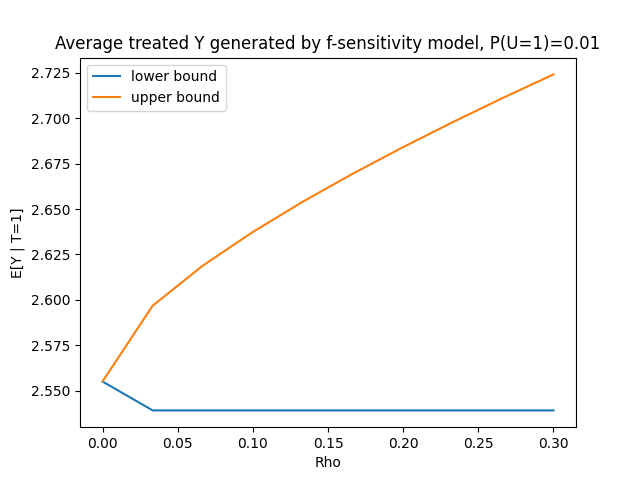 Average treated Y generated by f-sensitivity model, P(U=1)=0.01
lower bound
upper bound
E[Y | T=1]
2.725
2.700
2.675
2.650
2.625
2.600
2.575
2.550
0.00 0.05 0.10 0.15 0.20 0.25 0.30
Rho